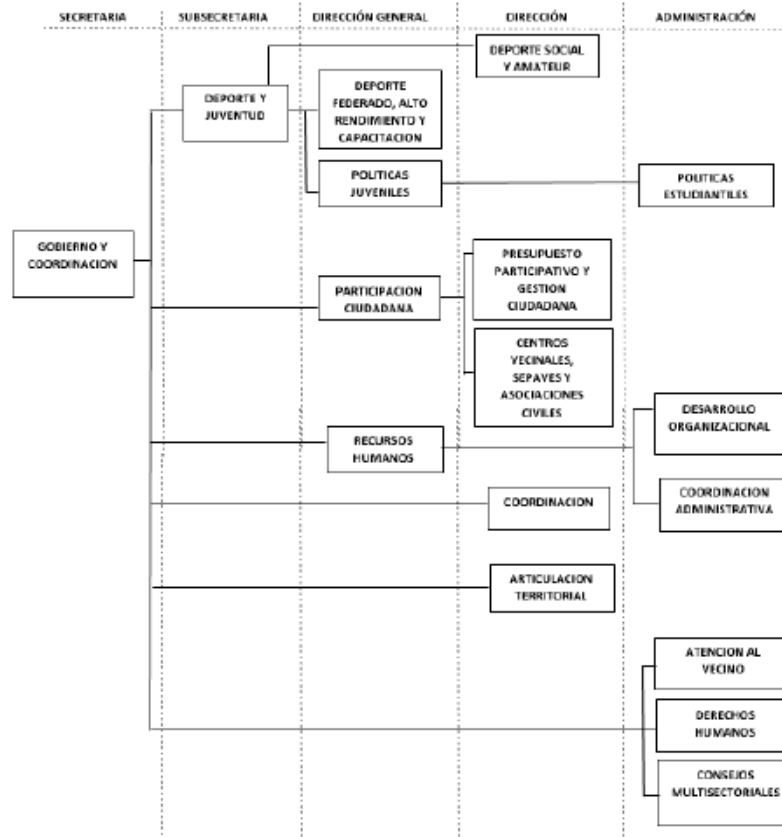 SECRETARIA
SUBSECRETARIA
DIRECCIÓN GENERAL
DIRECCIÓN
ADMINISTRACIÓN
DEPORTE SOCIAL
Y AMATEUR
DEPORTE Y
JUVENTUD
DEPORTE
FEDERADO, ALTO
RENDIMIENTO Y
CAPACITACION
POLITICAS
JUVENILES
POLITICAS
ESTUDIANTILES
GOBIERNO Y
COORDINACION
PARTICIPACION
CIUDADANA
PRESUPUESTO
PARTICIPATIVO Y
GESTION
CIUDADANA
CENTROS
VECINALES,
SEPAVES Y
ASOCIACIONES
CIVILES
RECURSOS
HUMANOS
DESARROLLO
ORGANIZACIONAL
COORDINACION
ADMINISTRATIVA
COORDINACION
ARTICULACION
TERRITORIAL
ATENCION AL
VECINO
DERECHOS
HUMANOS
CONSEJOS
MULTISECTORIALES